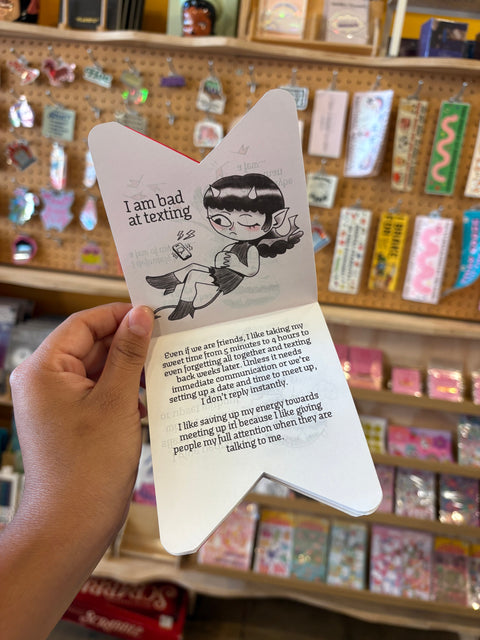 I am bad
at texting
Even if we are friends, I like taking my
sweet time from 5 minutes to 4 hours to
even forgetting all together and texting
back weeks later. Unless it needs
immediate communication or we're
setting up a date and time to meet up,
I don't reply instantly.
I like saving up my energy towards
meeting up irl because I like giving
people my full attention when they are
talking to me.